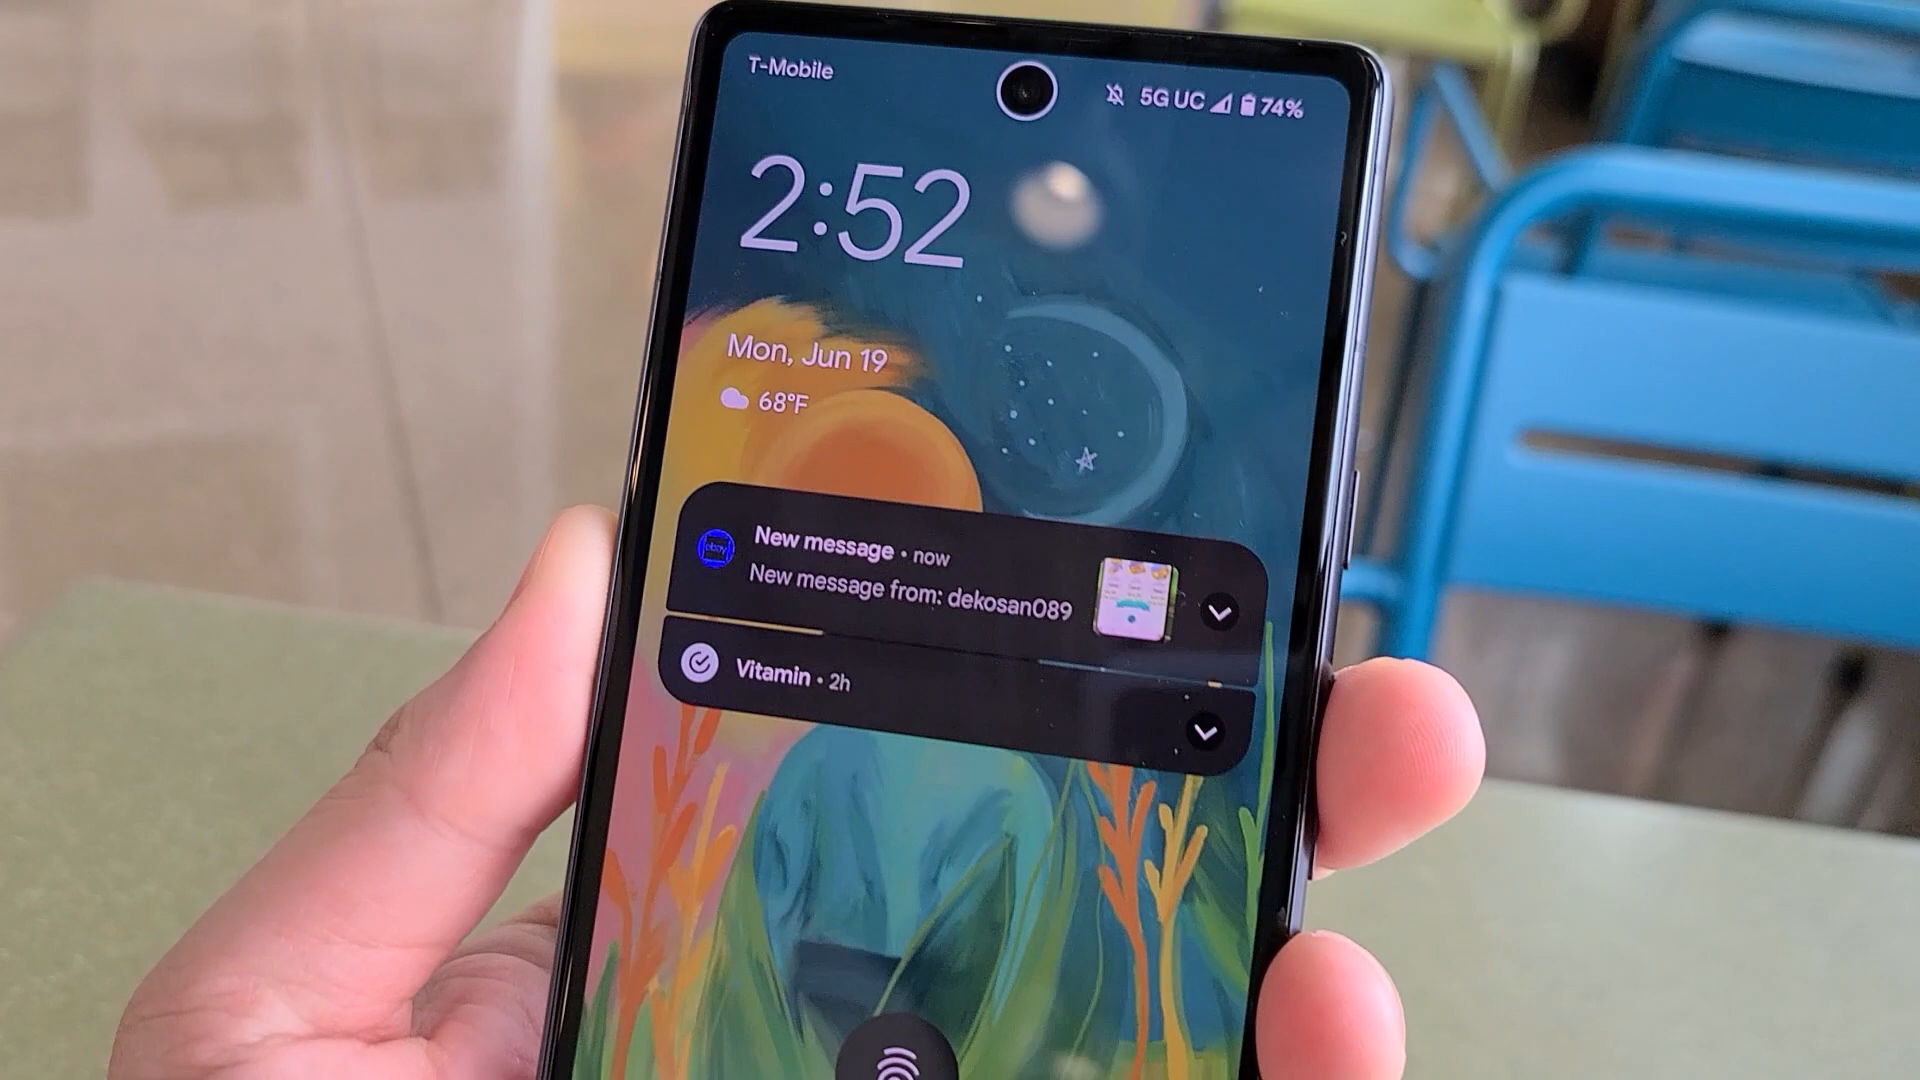 T-Mobile
5G UC 74%
2:52
Mon, Jun 19
68°F
ebay
New message • now
New message from: dekosan089
Vitamin • 2h